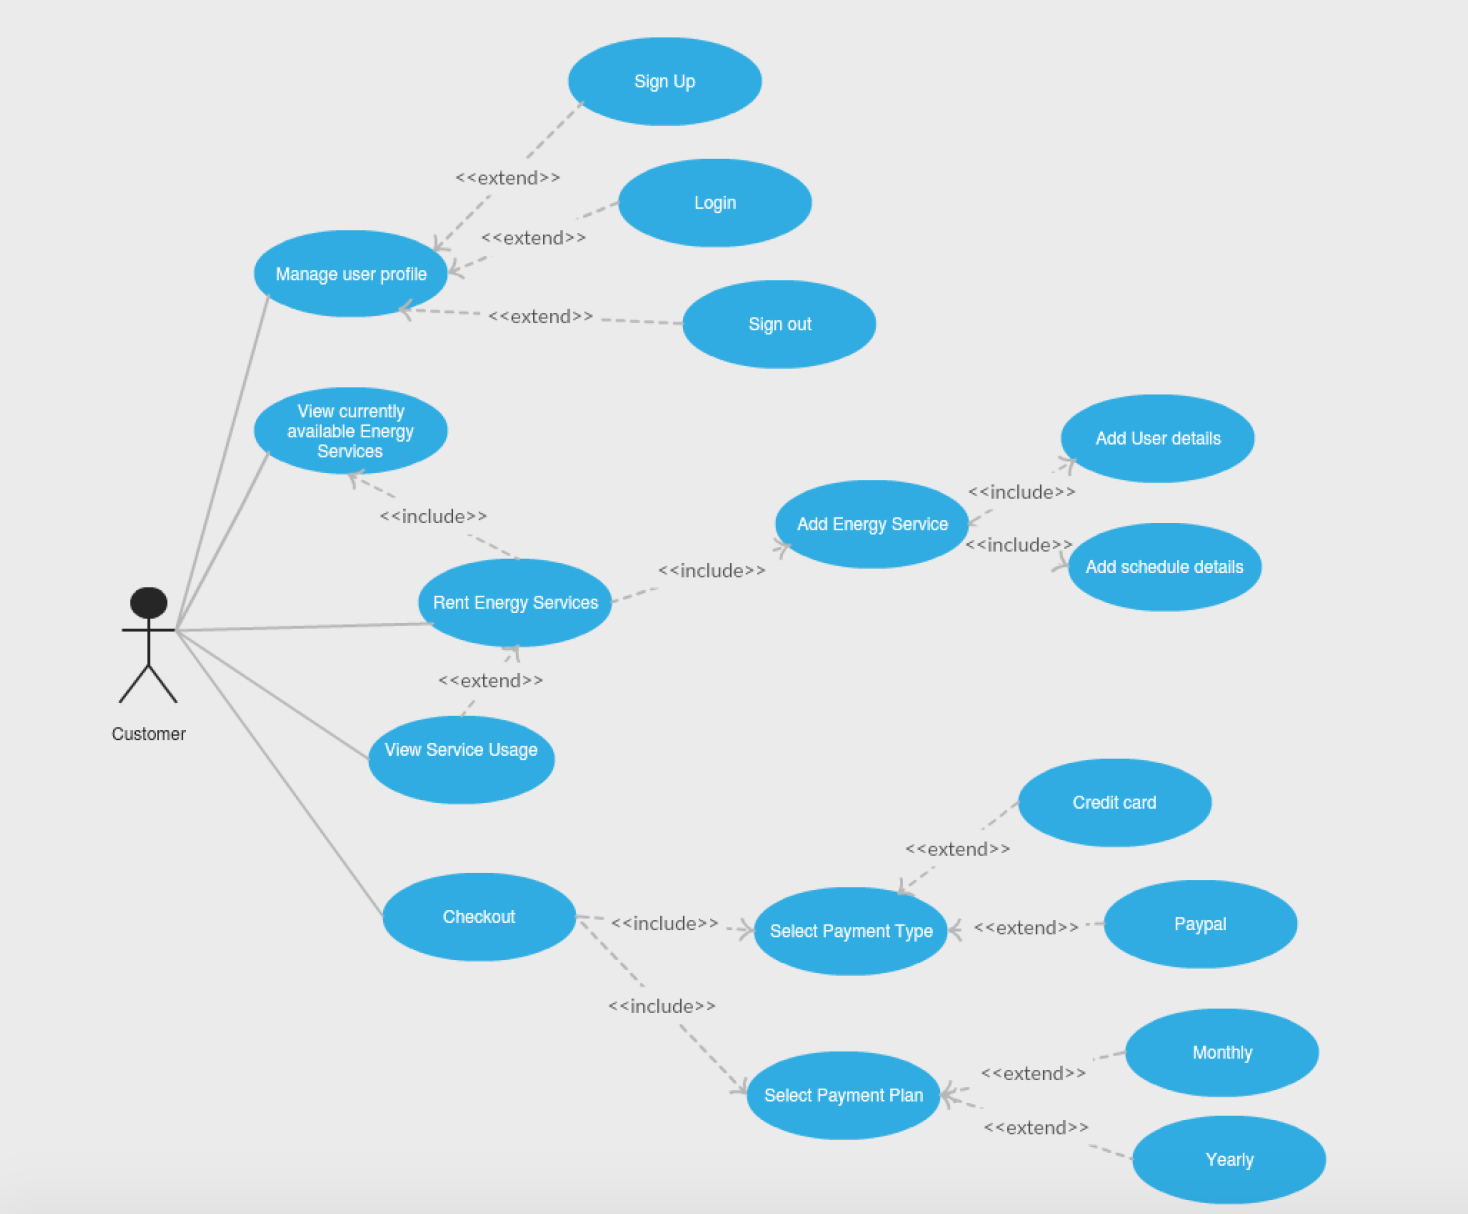 Sign Up
<<extend>>
Login
<<extend>>
Manage user profile
<<extend>>
Sign out
View currently
available Energy
Services
Add User details
<<include>>
<<include>>
Add Energy Service
<<include>>
Add schedule details
<<include>>
Rent Energy Services
<<extend>>
Customer
View Service Usage
Credit card
<<extend>>
Checkout
<<include>>
Select Payment Type
<<extend>>
Paypal
<<include>>
Monthly
<<extend>>
Select Payment Plan
<<extend>>
Yearly